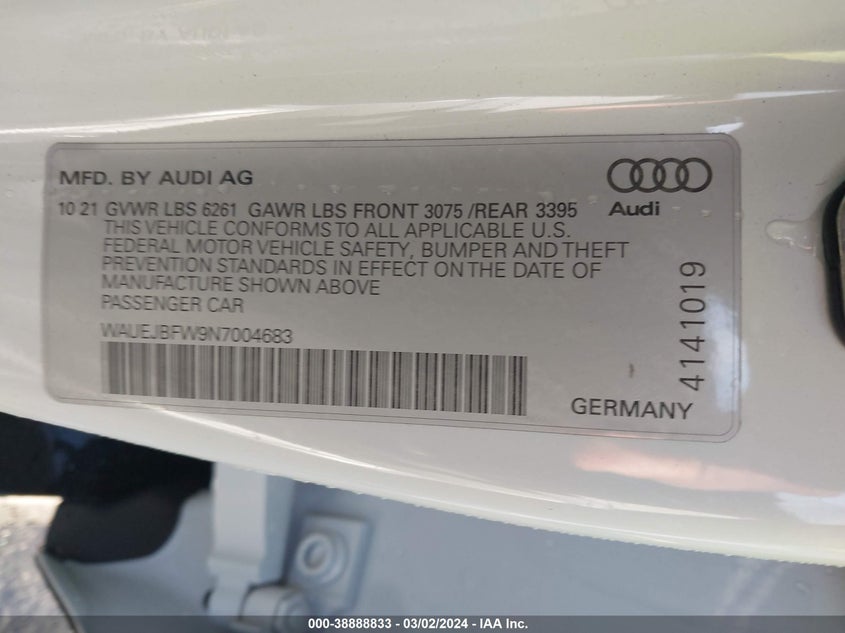 MFD. BY AUDI AG
Audi
10 21 GVWR LBS 6261 GAWR LBS FRONT 3075 /REAR 3395
THIS VEHICLE CONFORMS TO ALL APPLICABLE U.S.
FEDERAL MOTOR VEHICLE SAFETY, BUMPER AND THEFT
PREVENTION STANDARDS IN EFFECT ON THE DATE OF
MANUFACTURE SHOWN ABOVE
PASSENGER CAR
WAUEJBFW9N7004683
GERMANY
4141019
000-38888833 - 03/02/2024 - IAA Inc.